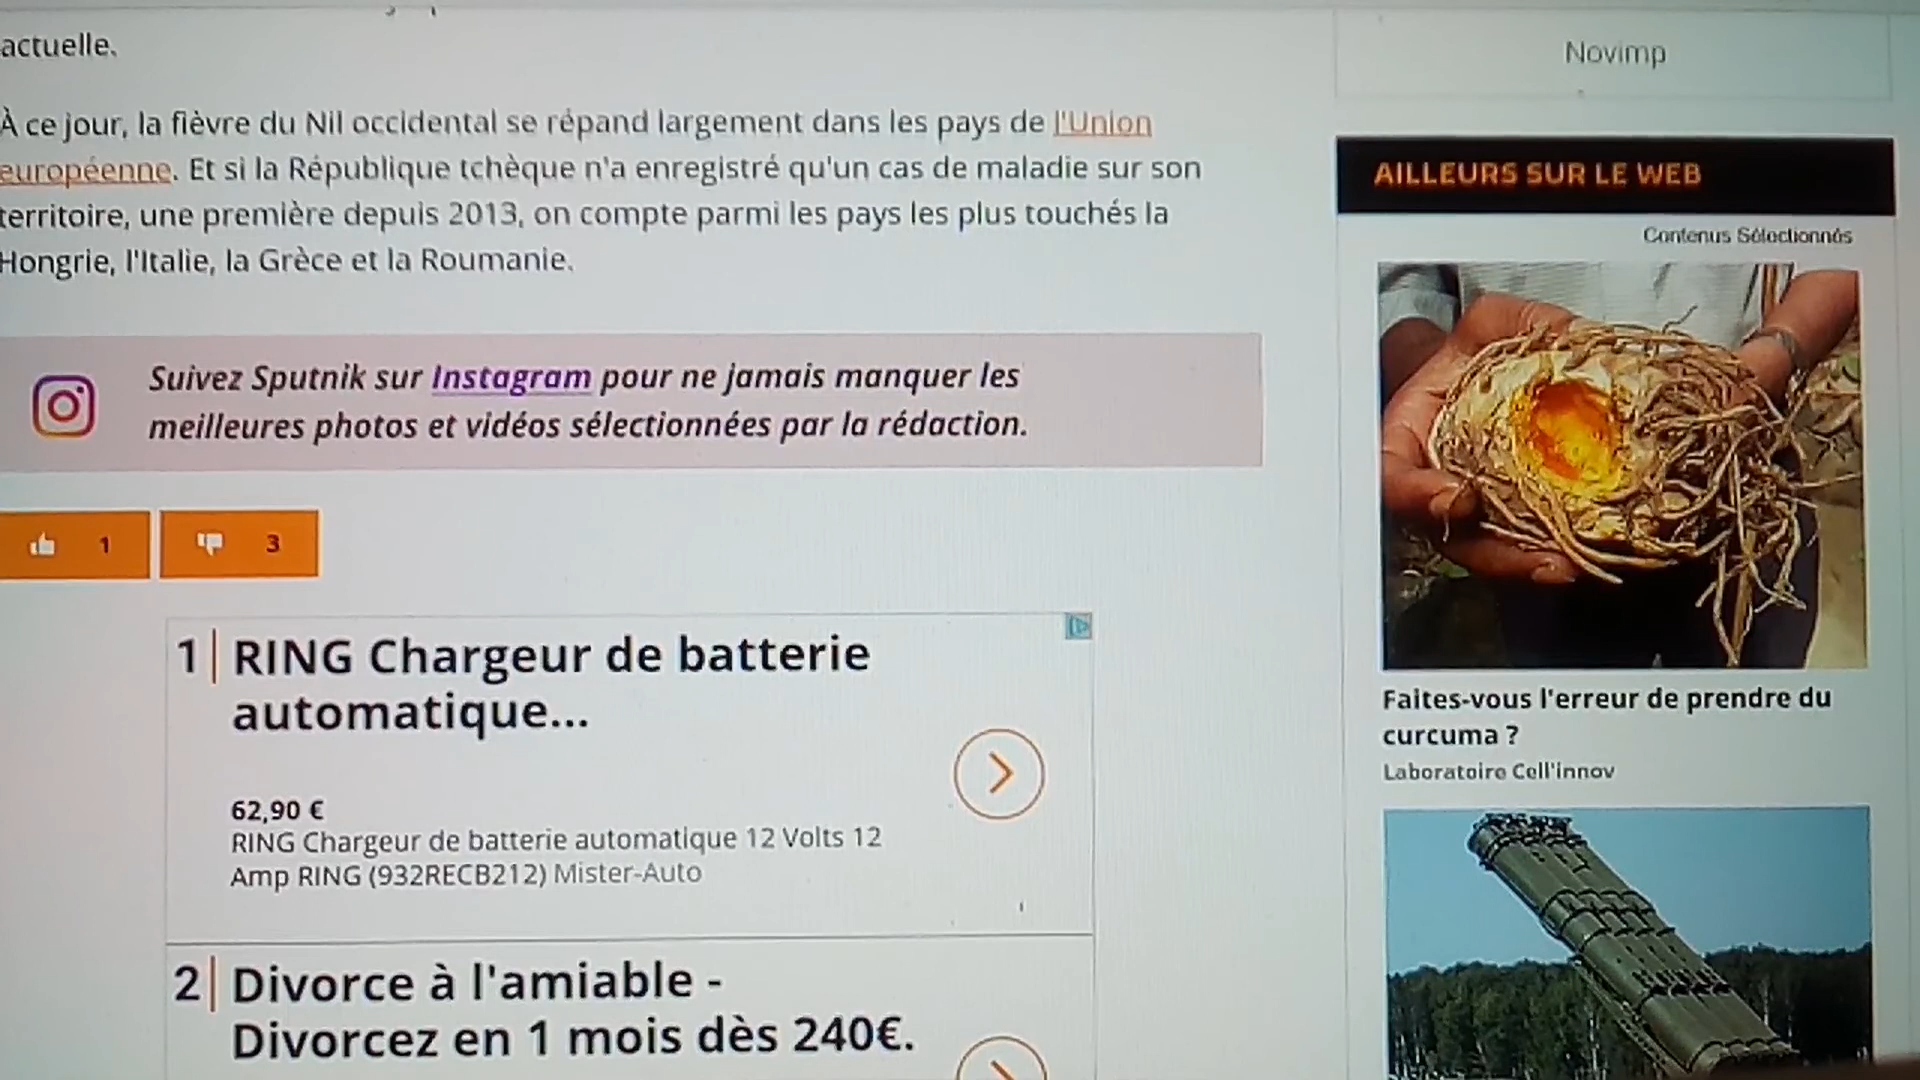 actuelle.
À ce jour, la fièvre du Nil occidental se répand largement dans les pays de l'Union
européenne. Et si la République tchèque n'a enregistré qu'un cas de maladie sur son
territoire, une première depuis 2013, on compte parmi les pays les plus touchés la
Hongrie, l'Italie, la Grèce et la Roumanie.
Suivez Sputnik sur Instagram pour ne jamais manquer les
meilleures photos et vidéos sélectionnées par la rédaction.
1
3
1 RING Chargeur de batterie
automatique...
62,90 €
RING Chargeur de batterie automatique 12 Volts 12
Amp RING (932RECB212) Mister-Auto
2 Divorce à l'amiable -
Divorcez en 1 mois dès 240€.
Novimp
AILLEURS SUR LE WEB
Contenus Sélectionnés
Faites-vous l'erreur de prendre du
curcuma ?
Laboratoire Cell'innov